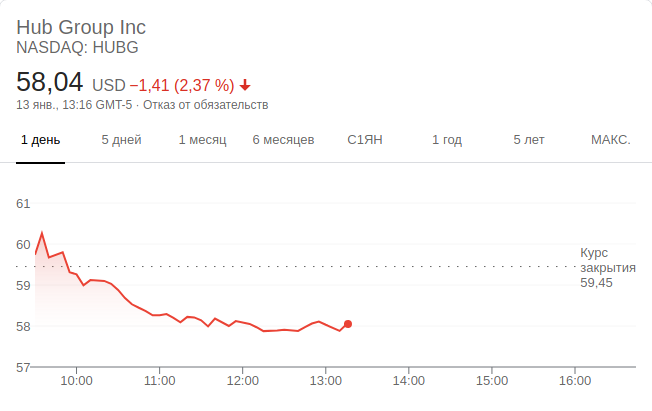 Hub Group Inc
NASDAQ: HUBG
58,04 USD −1,41 (2,37 %)
13 янв., 13:16 GMT-5 · Отказ от обязательств
1 день 5 дней 1 месяц 6 месяцев С1ЯН 1 год 5 лет МАКС.
61
60
59
58
57
Курс
закрытия
59,45
10:00 11:00 12:00 13:00 14:00 15:00 16:00